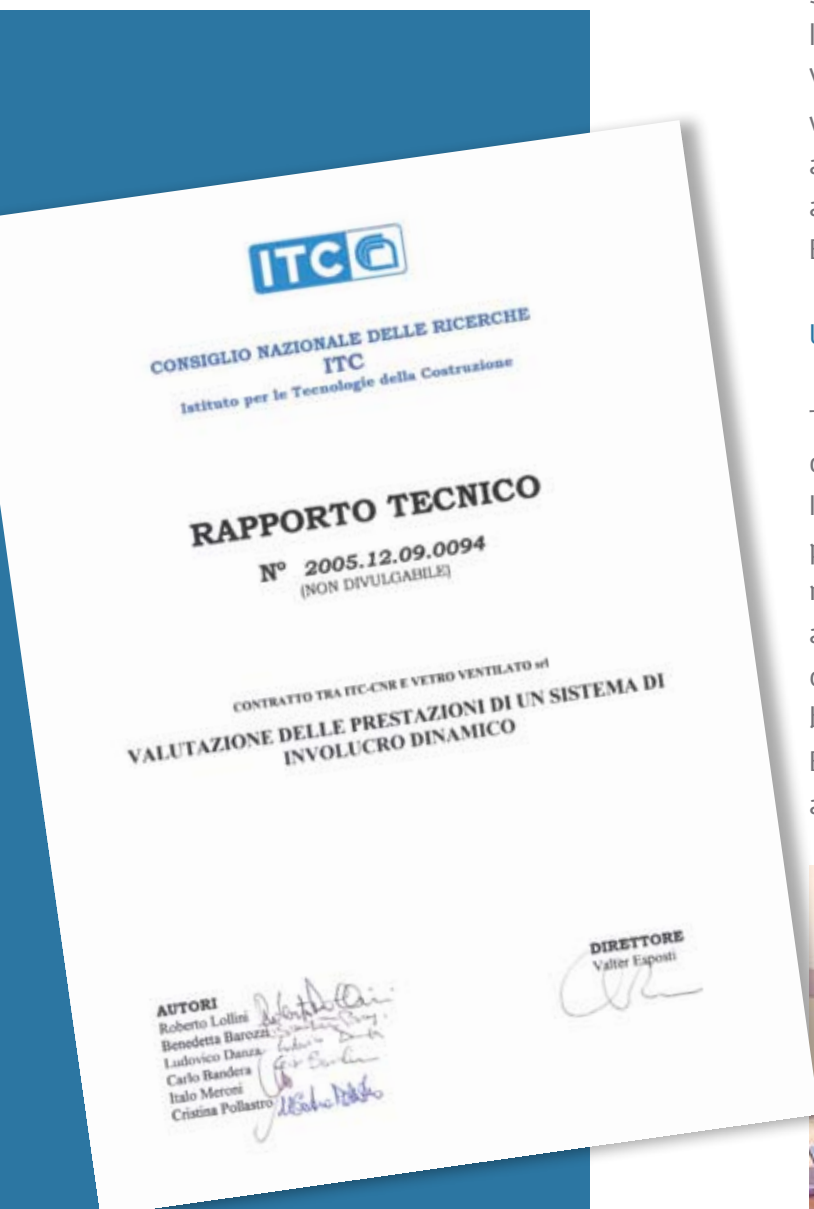 ITC
CONSIGLIO NAZIONALE DELLE RICERCHE
ITC
Istituto per le Tecnologie della Costruzione
RAPPORTO TECNICO
N° 2005.12.09.0094
(NON DIVULGABILE)
CONTRATTO TRA ITC-CNR E VETRO VENTILATO srl
VALUTAZIONE DELLE PRESTAZIONI DI UN SISTEMA DI
INVOLUCRO DINAMICO
DIRETTORE
Valter Esposti
AUTORI
Roberto Lollini
Benedetta Barozzi
Ludovico Danza
Carlo Bandera
Italo Meroni
Cristina Pollastro